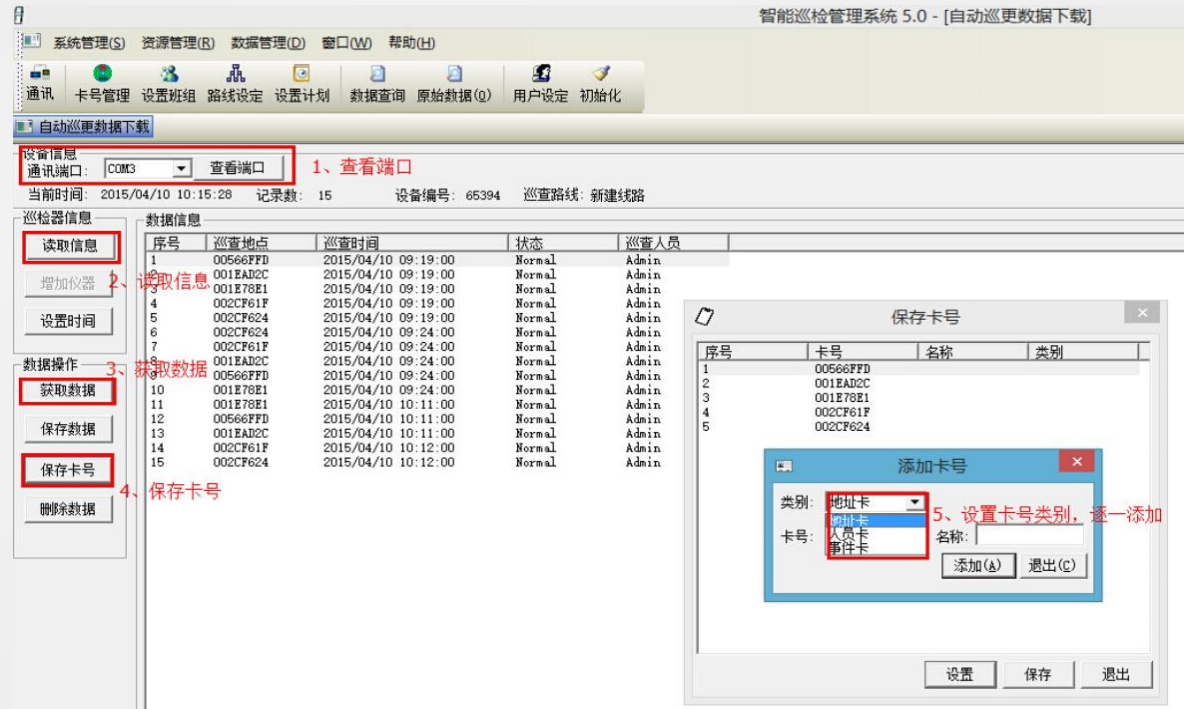 智能巡检管理系统 5.0 - [自动巡更数据下载]
系统管理(S) 资源管理(R) 数据管理(D) 窗口(W) 帮助(H)
通讯 卡号管理 设置班组 路线设定 设置计划 数据查询 原始数据(Q) 用户设定 初始化
自动巡更数据下载
设备信息
通讯端口: COM3 查看端口 1、查看端口
当前时间: 2015/04/10 10:15:28 记录数: 15 设备编号: 65394 巡查路线: 新建线路
巡检器信息
读取信息
增加仪器
2、读取信息
设置时间
数据操作
3、获取数据
获取数据
保存数据
保存卡号
4、保存卡号
删除数据
数据信息
序号 巡查地点 巡查时间 状态 巡查人员
1 00566FFD 2015/04/10 09:19:00 Normal Admin
2 001EAD2C 2015/04/10 09:19:00 Normal Admin
3 001E78E1 2015/04/10 09:19:00 Normal Admin
4 002CF61F 2015/04/10 09:19:00 Normal Admin
5 002CF624 2015/04/10 09:19:00 Normal Admin
6 002CF624 2015/04/10 09:24:00 Normal Admin
7 002CF61F 2015/04/10 09:24:00 Normal Admin
8 001EAD2C 2015/04/10 09:24:00 Normal Admin
9 00566FFD 2015/04/10 09:24:00 Normal Admin
10 001E78E1 2015/04/10 09:24:00 Normal Admin
11 001E78E1 2015/04/10 10:11:00 Normal Admin
12 00566FFD 2015/04/10 10:11:00 Normal Admin
13 001EAD2C 2015/04/10 10:11:00 Normal Admin
14 002CF61F 2015/04/10 10:12:00 Normal Admin
15 002CF624 2015/04/10 10:12:00 Normal Admin
保存卡号
序号 卡号 名称 类别
1 00566FFD
2 001EAD2C
3 001E78E1
4 002CF61F
5 002CF624
添加卡号
类别: 地址卡
地址卡
人员卡
事件卡
5、设置卡号类别，逐一添加
卡号: 名称:
添加(A) 退出(C)
设置 保存 退出